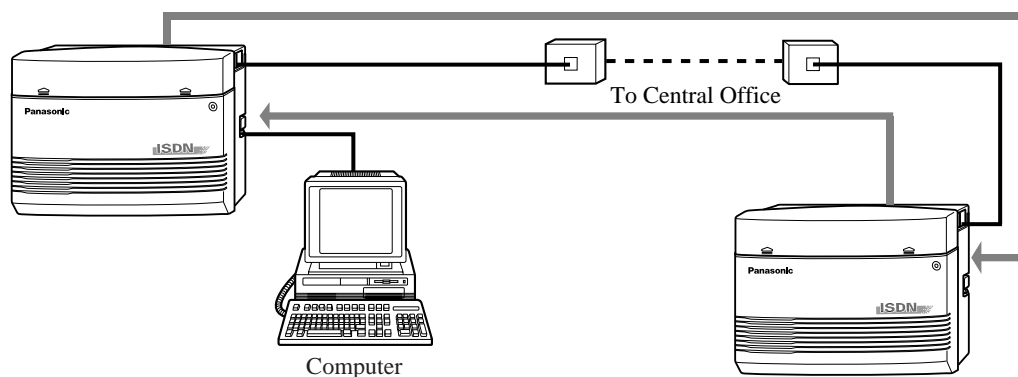 Panasonic
ISDN
To Central Office
Computer
Panasonic
ISDN